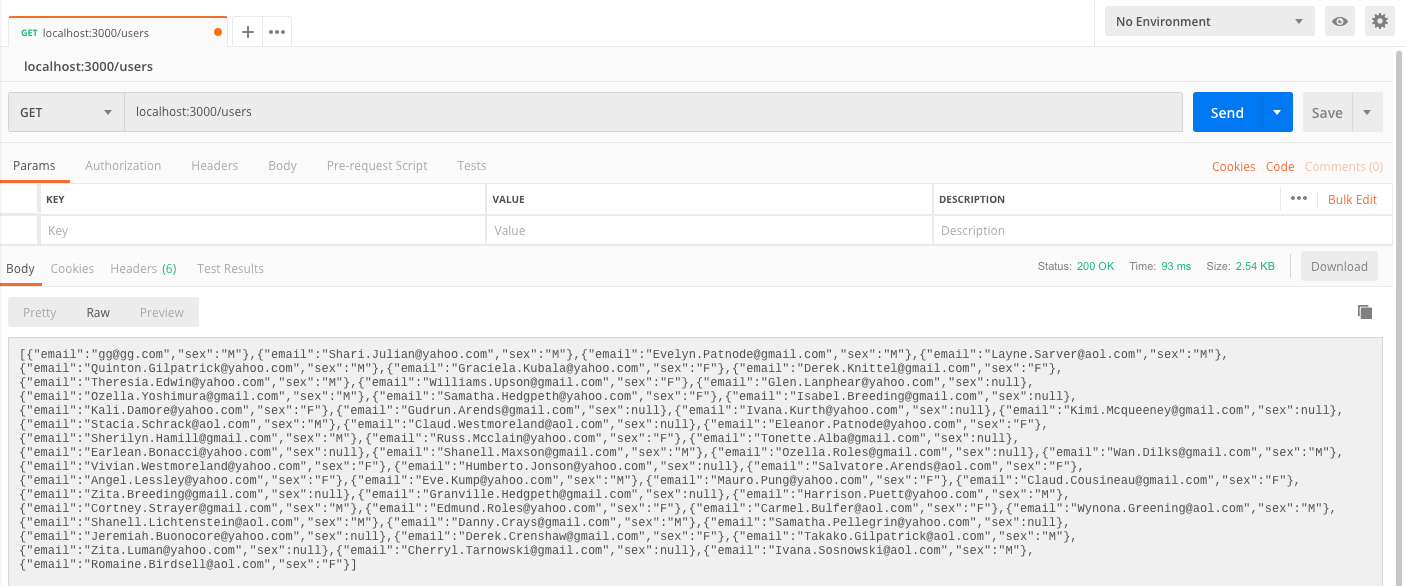 GET localhost:3000/users
No Environment
localhost:3000/users
GET localhost:3000/users Send Save
Params Authorization Headers Body Pre-request Script Tests Cookies Code Comments (0)
KEY VALUE DESCRIPTION ••• Bulk Edit
Key Value Description
Body Cookies Headers (6) Test Results Status: 200 OK Time: 93 ms Size: 2.54 KB Download
Pretty Raw Preview
[{"email":"gg@gg.com","sex":"M"},{"email":"Shari.Julian@yahoo.com","sex":"M"},{"email":"Evelyn.Patnode@gmail.com","sex":"M"},{"email":"Layne.Sarver@aol.com","sex":"M"},
{"email":"Quinton.Gilpatrick@yahoo.com","sex":"M"},{"email":"Graciela.Kubala@yahoo.com","sex":"F"},{"email":"Derek.Knittel@gmail.com","sex":"F"},
{"email":"Theresia.Edwin@yahoo.com","sex":"M"},{"email":"Williams.Upson@gmail.com","sex":"F"},{"email":"Glen.Lanphear@yahoo.com","sex":null},
{"email":"Ozella.Yoshimura@gmail.com","sex":"M"},{"email":"Samatha.Hedgpeth@yahoo.com","sex":"F"},{"email":"Isabel.Breeding@gmail.com","sex":null},
{"email":"Kali.Damore@yahoo.com","sex":"F"},{"email":"Gudrun.Arends@gmail.com","sex":null},{"email":"Ivana.Kurth@yahoo.com","sex":null},{"email":"Kimi.Mcqueeney@gmail.com","sex":null},
{"email":"Stacia.Schrack@aol.com","sex":"M"},{"email":"Claud.Westmoreland@aol.com","sex":null},{"email":"Eleanor.Patnode@yahoo.com","sex":"F"},
{"email":"Sherilyn.Hamill@gmail.com","sex":"M"},{"email":"Russ.Mcclain@yahoo.com","sex":"F"},{"email":"Tonette.Alba@gmail.com","sex":null},
{"email":"Earlean.Bonacci@yahoo.com","sex":null},{"email":"Shanell.Maxson@gmail.com","sex":"M"},{"email":"Ozella.Roles@gmail.com","sex":null},{"email":"Wan.Dilks@gmail.com","sex":"M"},
{"email":"Vivian.Westmoreland@yahoo.com","sex":"F"},{"email":"Humberto.Jonson@yahoo.com","sex":null},{"email":"Salvatore.Arends@aol.com","sex":"F"},
{"email":"Angel.Lessley@yahoo.com","sex":"F"},{"email":"Eve.Kump@yahoo.com","sex":"M"},{"email":"Mauro.Pung@yahoo.com","sex":"F"},{"email":"Claud.Cousineau@gmail.com","sex":"F"},
{"email":"Zita.Breeding@gmail.com","sex":null},{"email":"Granville.Hedgpeth@yahoo.com","sex":null},{"email":"Harrison.Puett@yahoo.com","sex":"M"},
{"email":"Cortney.Strayer@gmail.com","sex":"M"},{"email":"Edmund.Roles@yahoo.com","sex":"F"},{"email":"Carmel.Bulfer@aol.com","sex":"F"},{"email":"Wynona.Greening@aol.com","sex":"M"},
{"email":"Shanell.Lichtenstein@aol.com","sex":"M"},{"email":"Danny.Crays@gmail.com","sex":"M"},{"email":"Samatha.Pellegrin@yahoo.com","sex":null},
{"email":"Jeremiah.Buonocore@yahoo.com","sex":null},{"email":"Derek.Crenshaw@gmail.com","sex":"F"},{"email":"Takako.Gilpatrick@aol.com","sex":"M"},
{"email":"Zita.Luman@yahoo.com","sex":null},{"email":"Cherryl.Tarnowski@gmail.com","sex":null},{"email":"Ivana.Sosnowski@aol.com","sex":"M"},
{"email":"Romaine.Birdsell@aol.com","sex":"F"}]